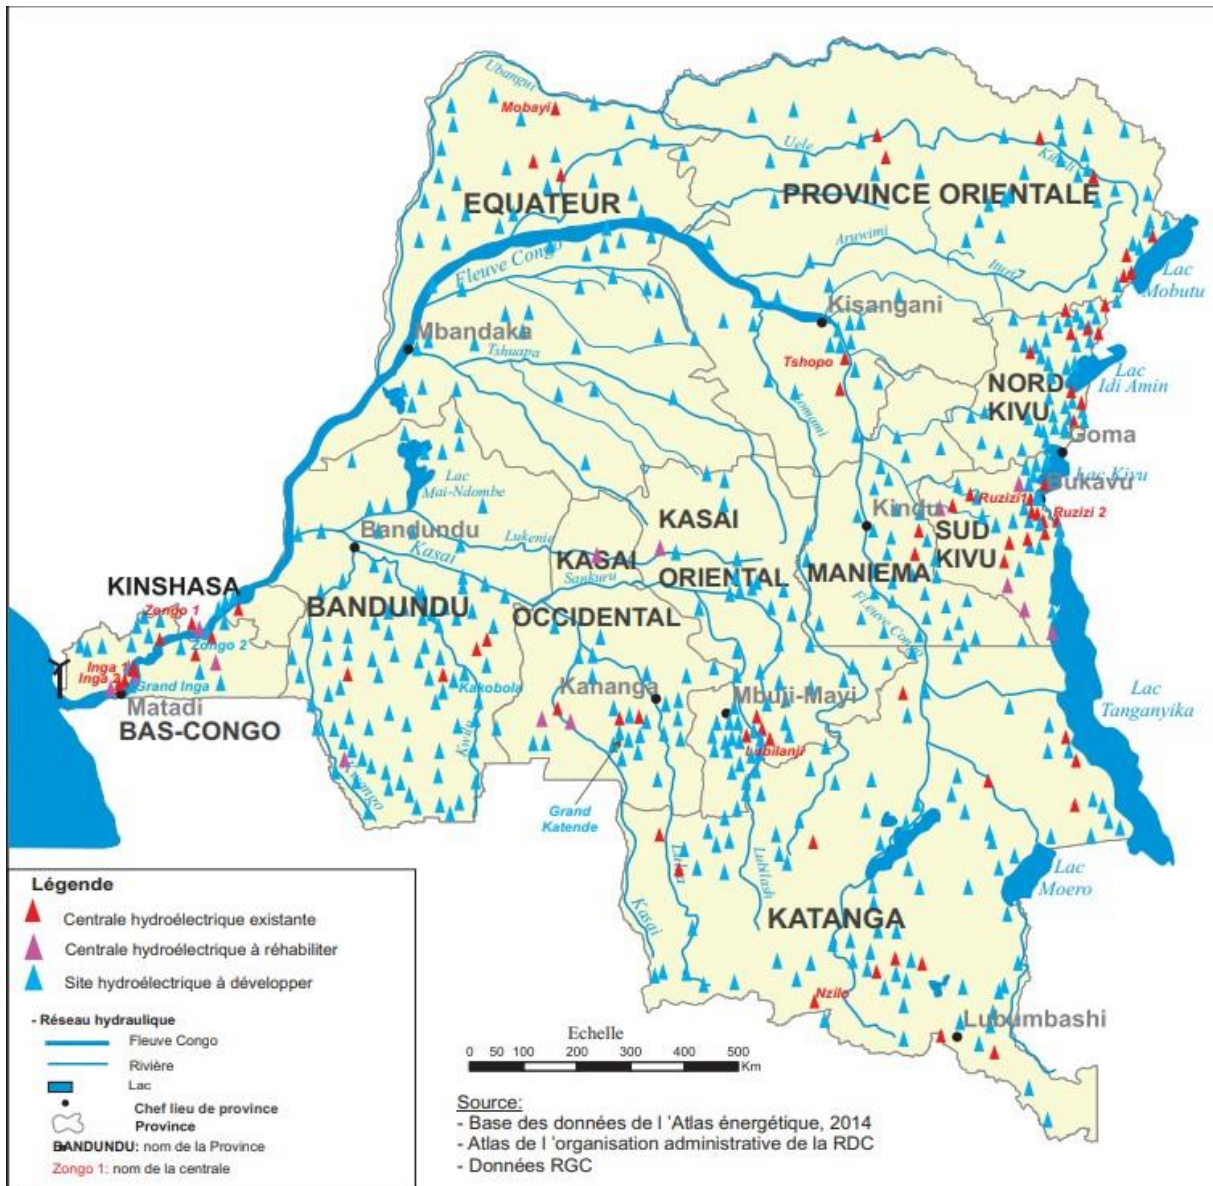 Ubangui
Mobayi
Uele
Kibali
EQUATEUR
PROVINCE ORIENTALE
Aruwimi
Fleuve Congo
Ituri
Lac
Mobutu
Kisangani
Mbandaka
Tshuapa
Tshopo
Lac
Idi Amin
NORD
KIVU
Lomami
Goma
Lac Kivu
Lac
Mai-Ndombe
Bukavu
Ruzizi1
Ruzizi 2
KASAI
Kindu
Bandundu
Lukenie
SUD
KIVU
Kasai
KASAI
ORIENTAL
MANIEMA
Sankuru
KINSHASA
BANDUNDU
OCCIDENTAL
Zongo 1
Zongo 2
Fleuve Congo
Inga 1
Inga 2
Grand Inga
Kakobola
Kananga
Mbuji-Mayi
Lac
Tanganyika
Matadi
BAS-CONGO
Kwilu
Lubilanji
Kwango
Grand
Katende
Lulua
Lubilash
Lac
Moero
Kasai
KATANGA
Nzilo
Lubumbashi
Légende
Centrale hydroélectrique existante
Centrale hydroélectrique à réhabiliter
Site hydroélectrique à développer
- Réseau hydraulique
Fleuve Congo
Rivière
Lac
Chef lieu de province
Province
BANDUNDU: nom de la Province
Zongo 1: nom de la centrale
Echelle
0 50 100 200 300 400 500
Km
Source:
- Base des données de l 'Atlas énergétique, 2014
- Atlas de l 'organisation administrative de la RDC
- Données RGC